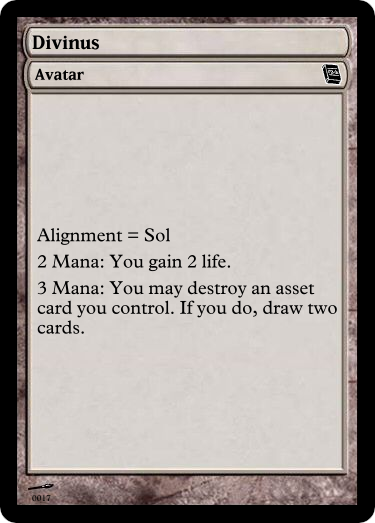 Divinus
Avatar
Alignment = Sol
2 Mana: You gain 2 life.
3 Mana: You may destroy an asset
card you control. If you do, draw two
cards.
0017